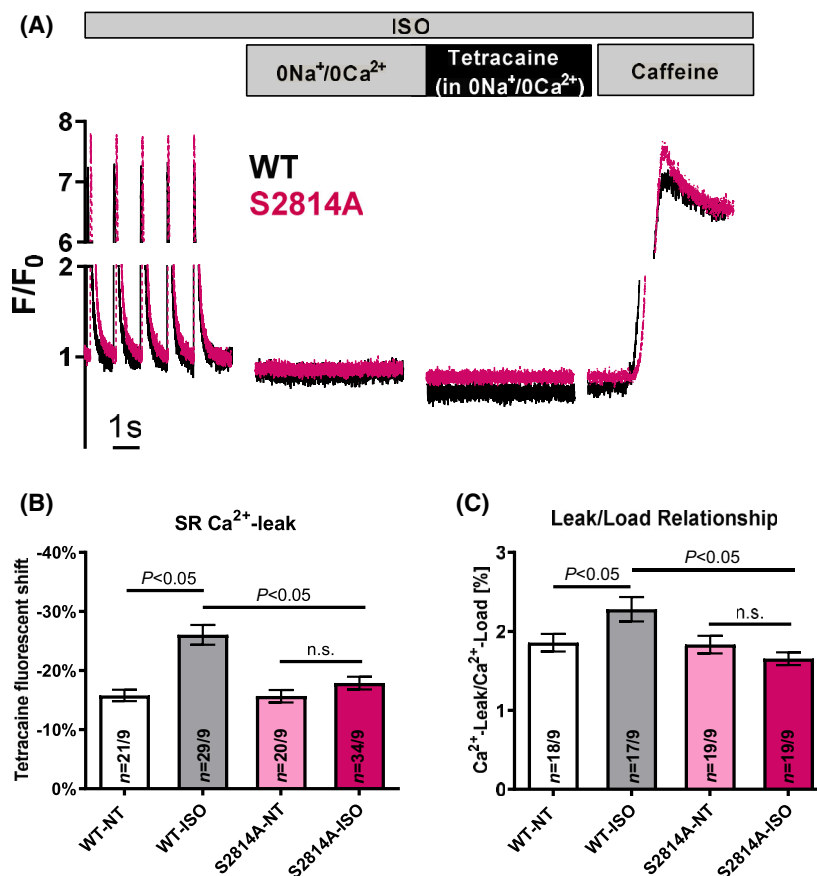 (A)
ISO
0Na⁺/0Ca²⁺
Tetracaine
(in 0Na⁺/0Ca²⁺)
Caffeine
8
7
6
2
1
F/F₀
WT
S2814A
1s
(B)
SR Ca²⁺-leak
Tetracaine fluorescent shift
-40%
-30%
-20%
-10%
0%
P<0.05
P<0.05
n.s.
n=21/9
n=29/9
n=20/9
n=34/9
WT-NT
WT-ISO
S2814A-NT
S2814A-ISO
(C)
Leak/Load Relationship
Ca²⁺-Leak/Ca²⁺-Load [%]
3
2
1
0
P<0.05
P<0.05
n.s.
n=18/9
n=17/9
n=19/9
n=19/9
WT-NT
WT-ISO
S2814A-NT
S2814A-ISO